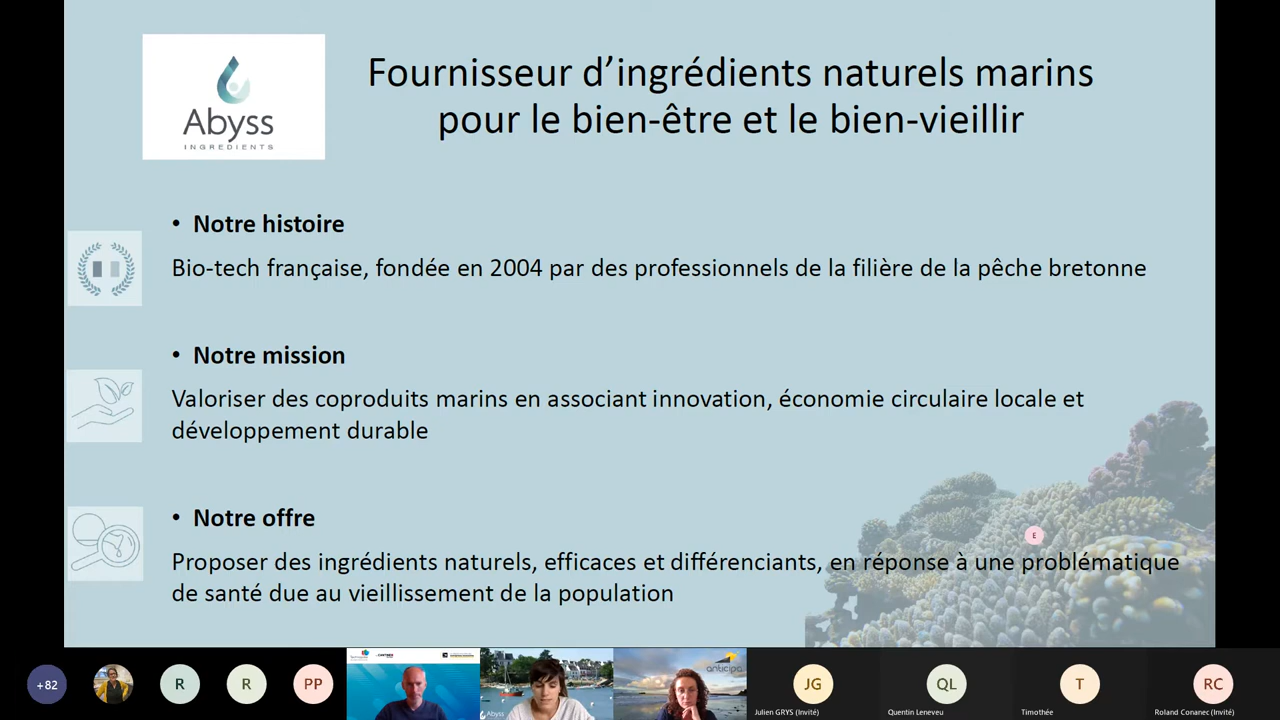 Abyss
INGREDIENTS
Fournisseur d’ingrédients naturels marins
pour le bien-être et le bien-vieillir
• Notre histoire
Bio-tech française, fondée en 2004 par des professionnels de la filière de la pêche bretonne
• Notre mission
Valoriser des coproduits marins en associant innovation, économie circulaire locale et
développement durable
• Notre offre
E
Proposer des ingrédients naturels, efficaces et différenciants, en réponse à une problématique
de santé due au vieillissement de la population
+82
R
R
PP
Abyss
anticipa
JG
QL
T
RC
Julien GRYS (Invité)
Quentin Leneveu
Timothée
Roland Conanec (Invité)